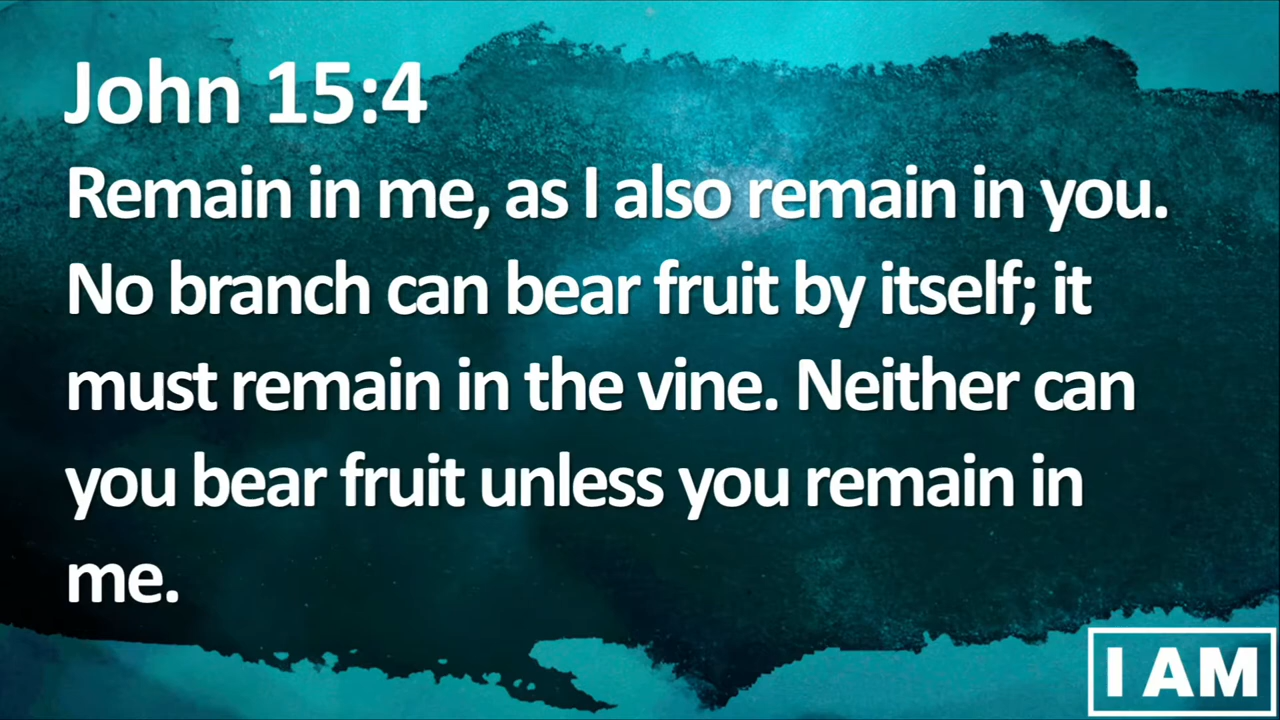 John 15:4
Remain in me, as I also remain in you.
No branch can bear fruit by itself; it
must remain in the vine. Neither can
you bear fruit unless you remain in
me.
I AM